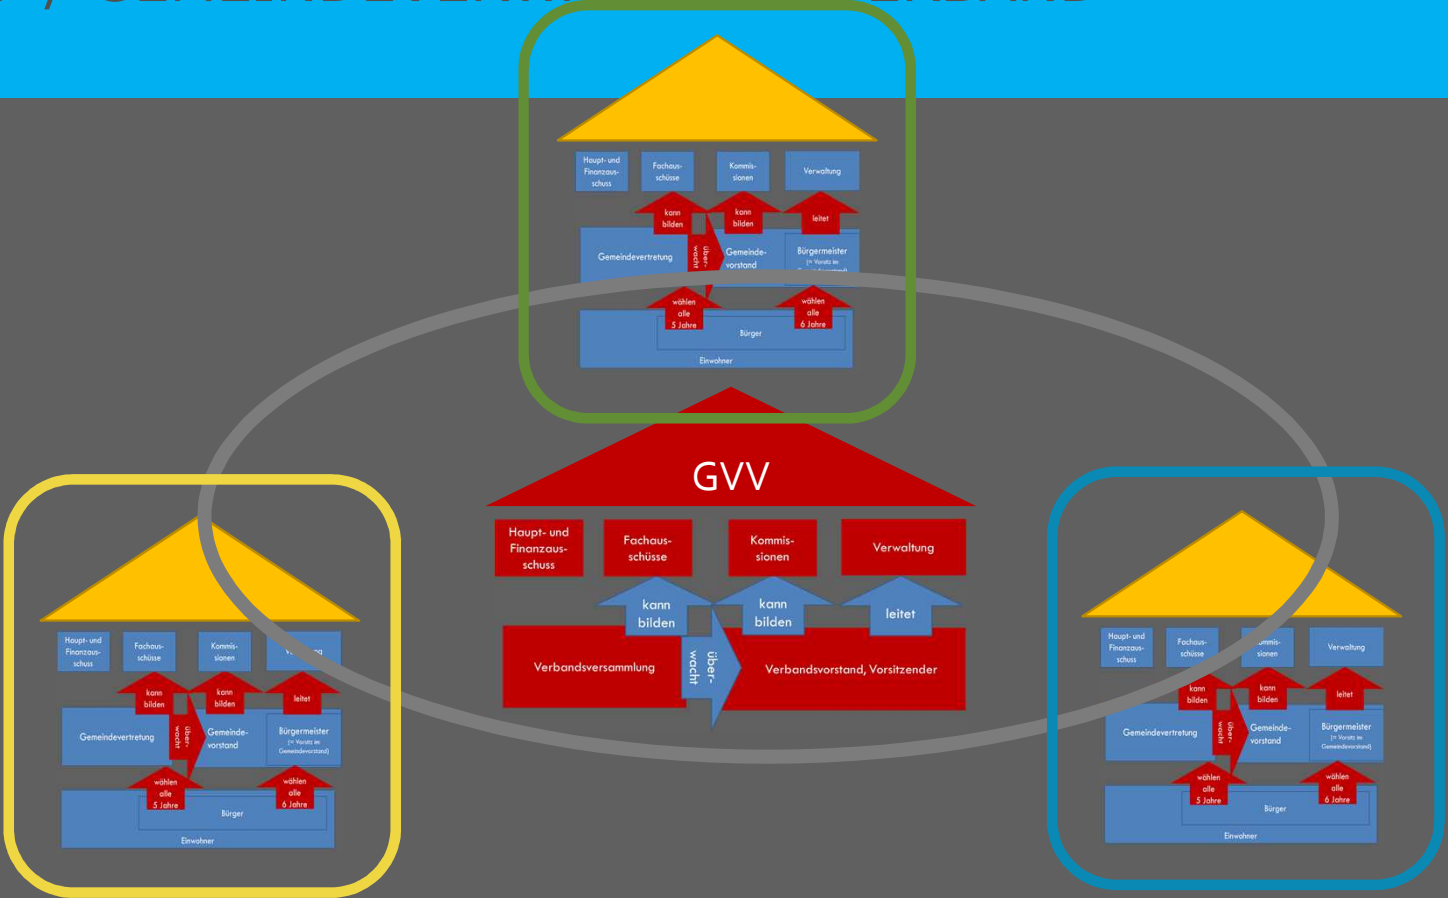 Haupt- und
Finanzaus-
schuss
Fachaus-
schüsse
Kommis-
sionen
Verwaltung
kann
bilden
kann
bilden
leitet
Gemeindevertretung
über-
wacht
Gemeinde-
vorstand
Bürgermeister
(= Vorsitz im
wählen
alle
5 Jahre
wählen
alle
6 Jahre
Bürger
Einwohner
GVV
Haupt- und
Finanzaus-
schuss
Fachaus-
schüsse
Kommis-
sionen
Verwaltung
kann
bilden
kann
bilden
leitet
Verbandsversammlung
über-
wacht
Verbandsvorstand, Vorsitzender
Haupt- und
Finanzaus-
schuss
Fachaus-
schüsse
Kommis-
sionen
kann
bilden
kann
bilden
leitet
Gemeindevertretung
über-
wacht
Gemeinde-
vorstand
Bürgermeister
(= Vorsitz im
Gemeindevorstand)
wählen
alle
5 Jahre
wählen
alle
6 Jahre
Bürger
Einwohner
Haupt- und
Finanzaus-
schuss
Fachaus-
schüsse
Kommis-
sionen
Verwaltung
kann
bilden
kann
bilden
leitet
Gemeindevertretung
über-
wacht
Gemeinde-
vorstand
Bürgermeister
(= Vorsitz im
Gemeindevorstand)
wählen
alle
5 Jahre
wählen
alle
6 Jahre
Bürger
Einwohner